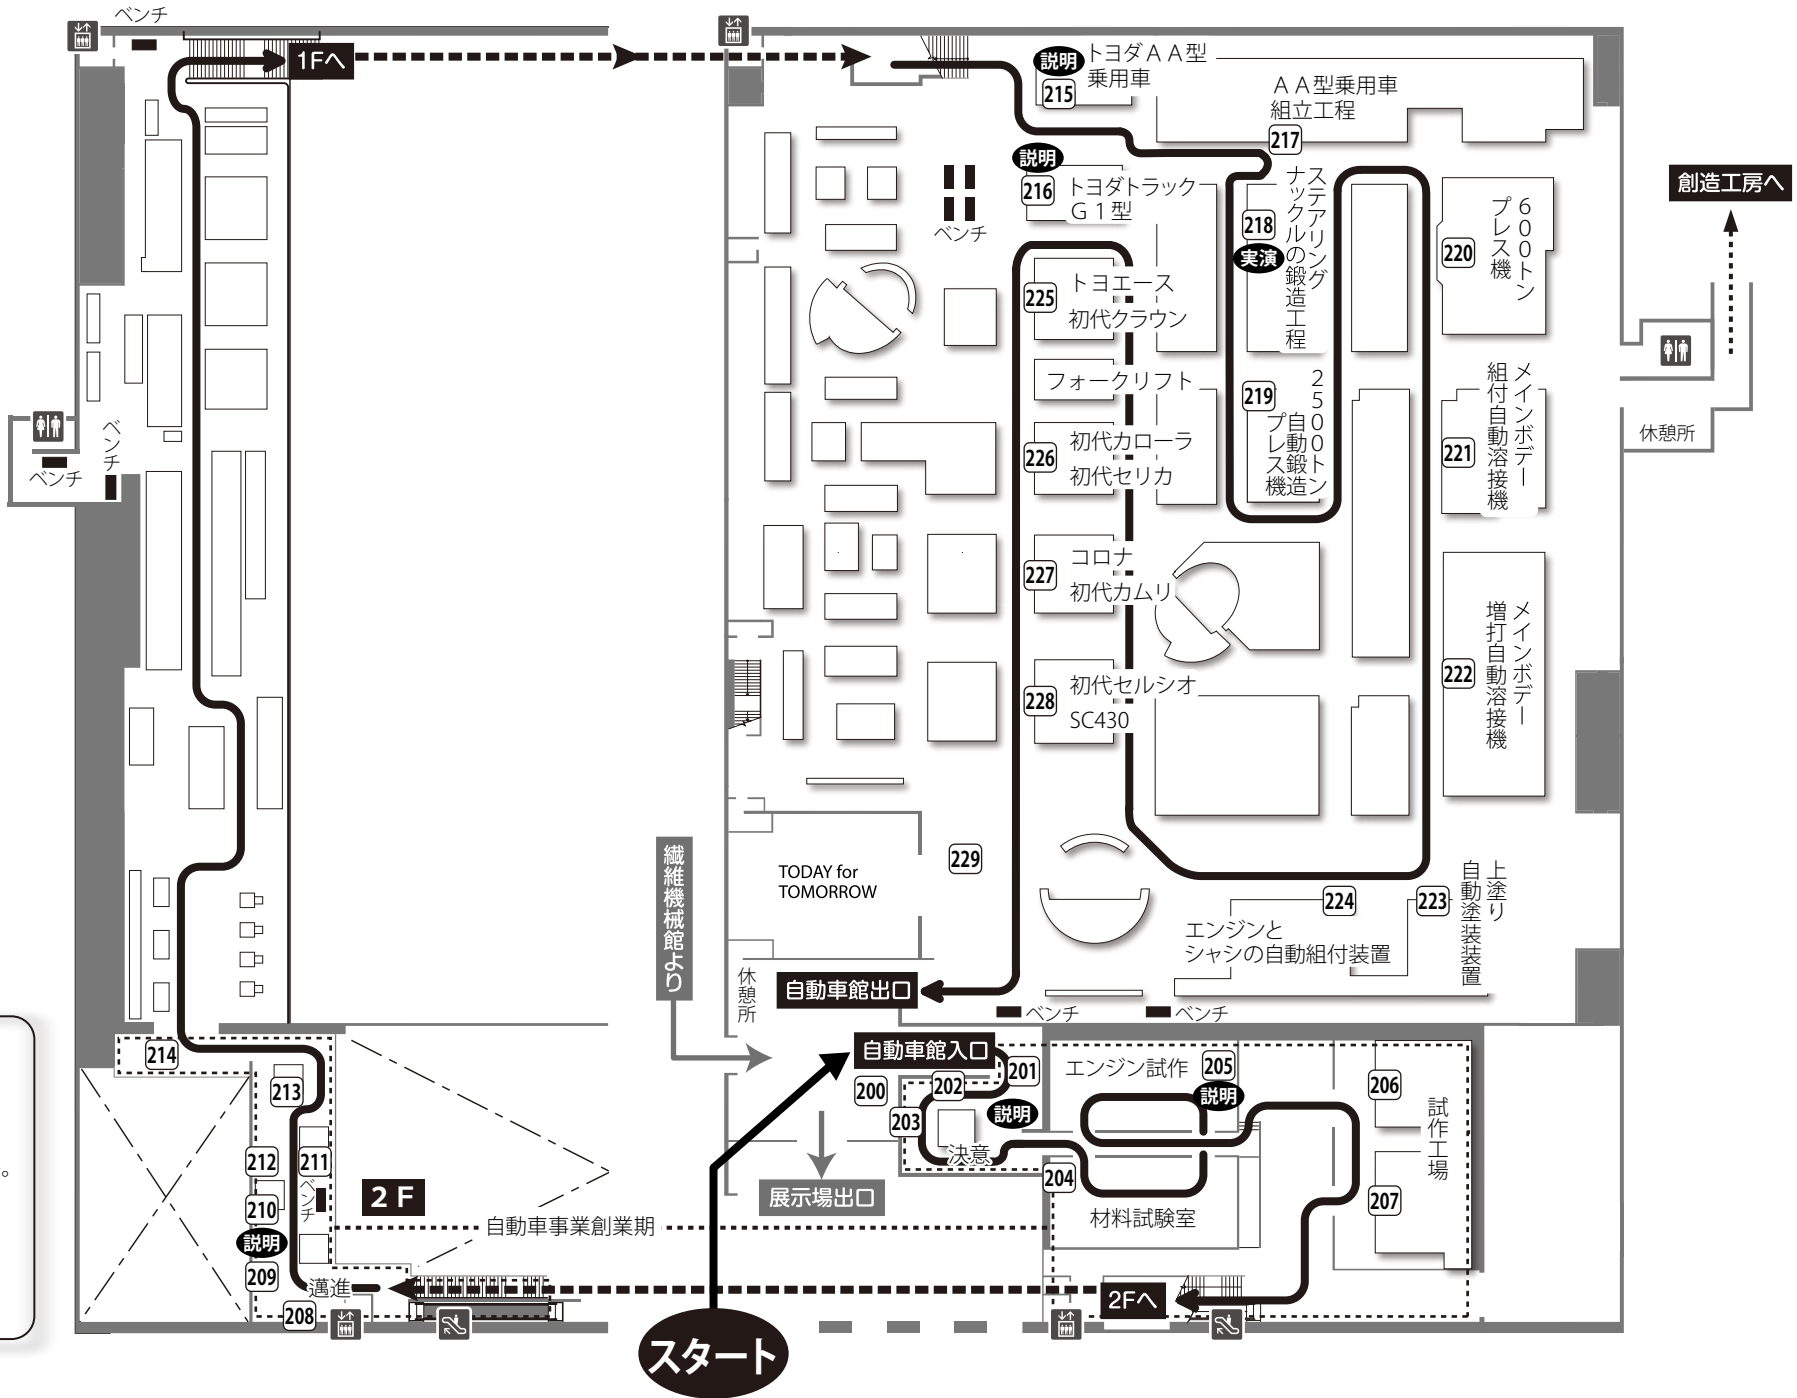 ベンチ
1Fへ
トヨダAA型
乗用車
説明
215
AA型乗用車
組立工程
217
説明
216
トヨダトラック
G1型
ベンチ
ステアリング
ナックルの鍛造工程
218
実演
600トン
プレス機
220
創造工房へ
225
トヨエース
初代クラウン
フォークリフト
219
2500トン
自動鍛造
プレス機
メインボデー
組付自動溶接機
221
休憩所
ベンチ
ベンチ
226
初代カローラ
初代セリカ
227
コロナ
初代カムリ
メインボデー
増打自動溶接機
222
228
初代セルシオ
SC430
繊維機械館より
TODAY for
TOMORROW
229
224
223
上塗り
自動塗装装置
エンジンと
シャシの自動組付装置
休憩所
自動車館出口
ベンチ
ベンチ
214
213
自動車館入口
201
202
200
203
説明
決意
エンジン試作
205
説明
206
試作工場
204
207
材料試験室
212
211
ベンチ
210
説明
209
208
邁進
2F
展示場出口
自動車事業創業期
2Fへ
スタート
。